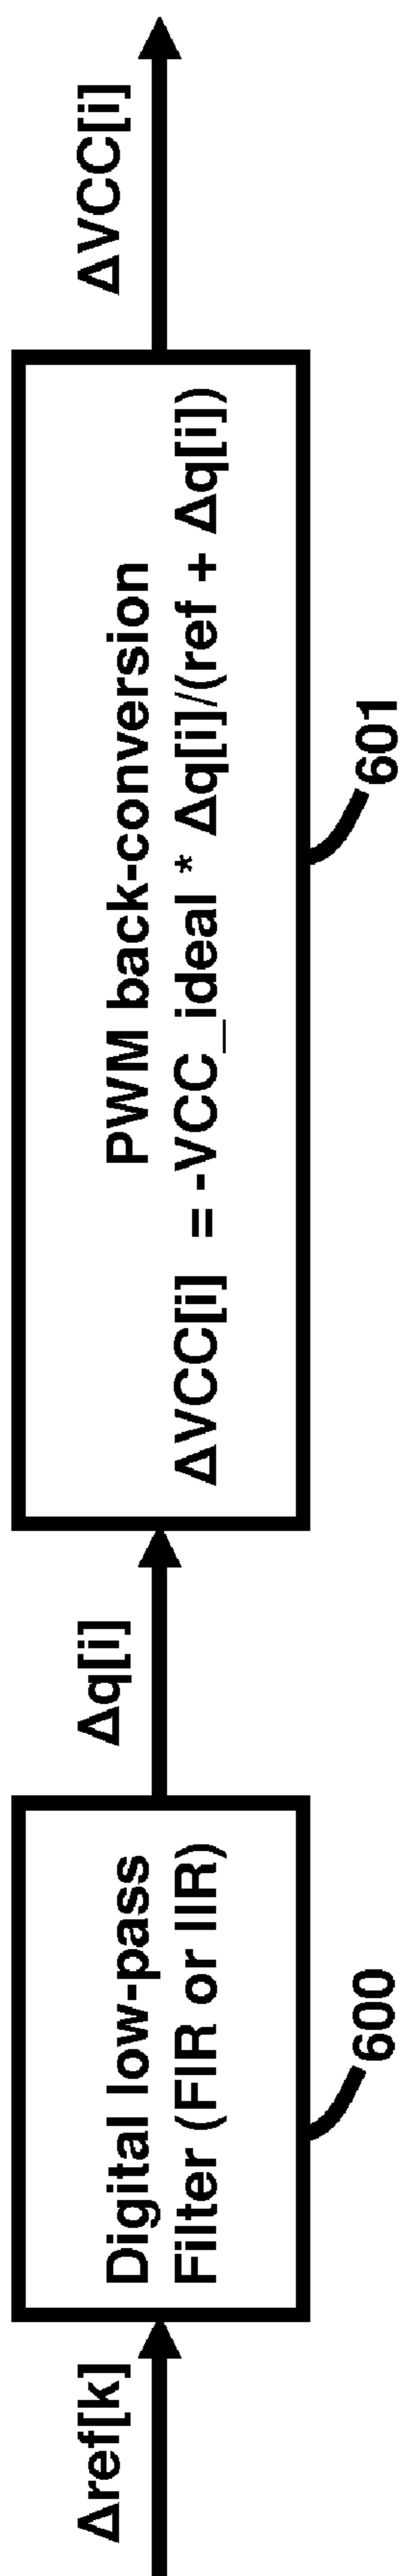 Δref[k]
Digital low-pass
Filter (FIR or IIR)
600
Δq[i]
PWM back-conversion
ΔVCC[i] = -VCC_ideal * Δq[i]/(ref + Δq[i])
601
ΔVCC[i]